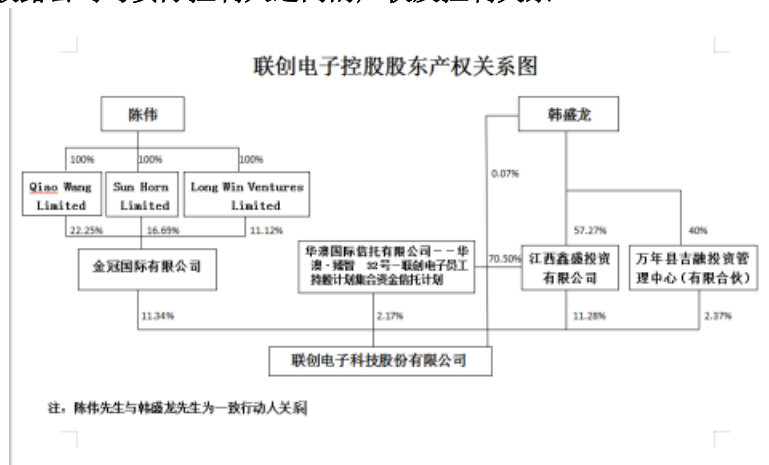 联创电子控股股东产权关系图
陈伟
韩盛龙
100%
100%
100%
0.07%
Qiao Wang
Limited
Sun Horn
Limited
Long Win Ventures
Limited
22.25%
16.69%
11.12%
57.27%
40%
金冠国际有限公司
华澳国际信托有限公司--华
澳·臻智 32号-联创电子员工
持股计划集合资金信托计划
70.50%
江西鑫盛投资
有限公司
万年县吉融投资管
理中心（有限合伙）
11.34%
2.17%
11.28%
2.37%
联创电子科技股份有限公司
注：陈伟先生与韩盛龙先生为一致行动人关系